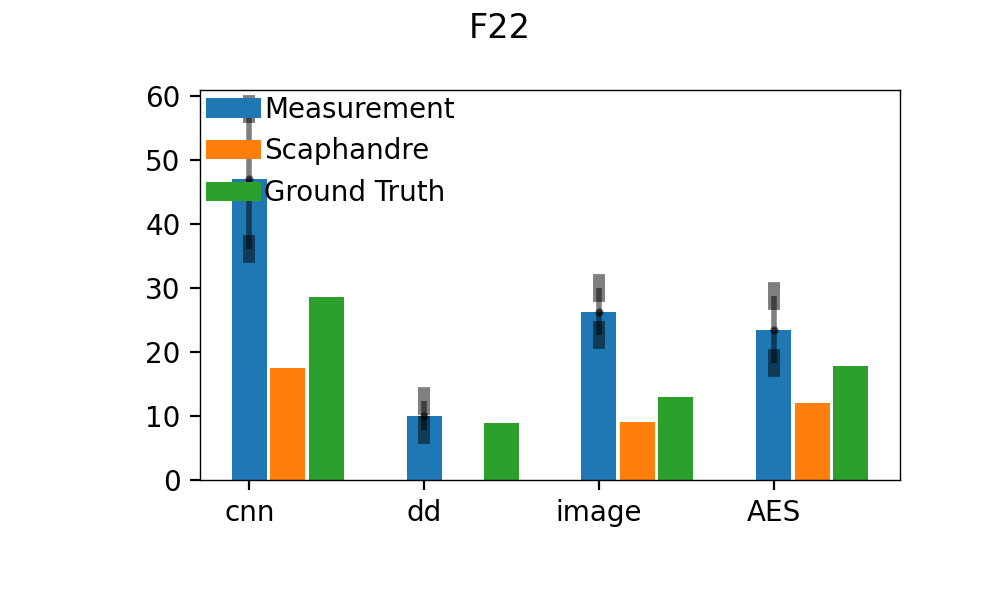 F22
60
50
40
30
20
10
0
Measurement
Scaphandre
Ground Truth
cnn
dd
image
AES